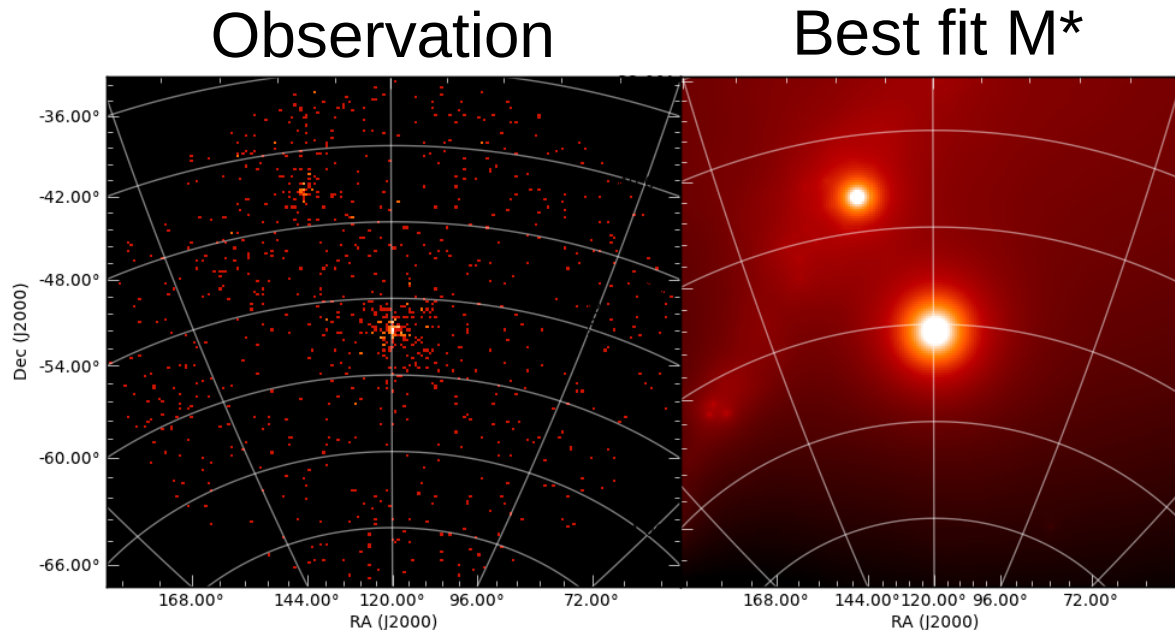 Observation
Best fit M*
-36.00°
-42.00°
-48.00°
-54.00°
-60.00°
-66.00°
Dec (J2000)
168.00° 144.00° 120.00° 96.00° 72.00°
RA (J2000)
168.00° 144.00° 120.00° 96.00° 72.00°
RA (J2000)